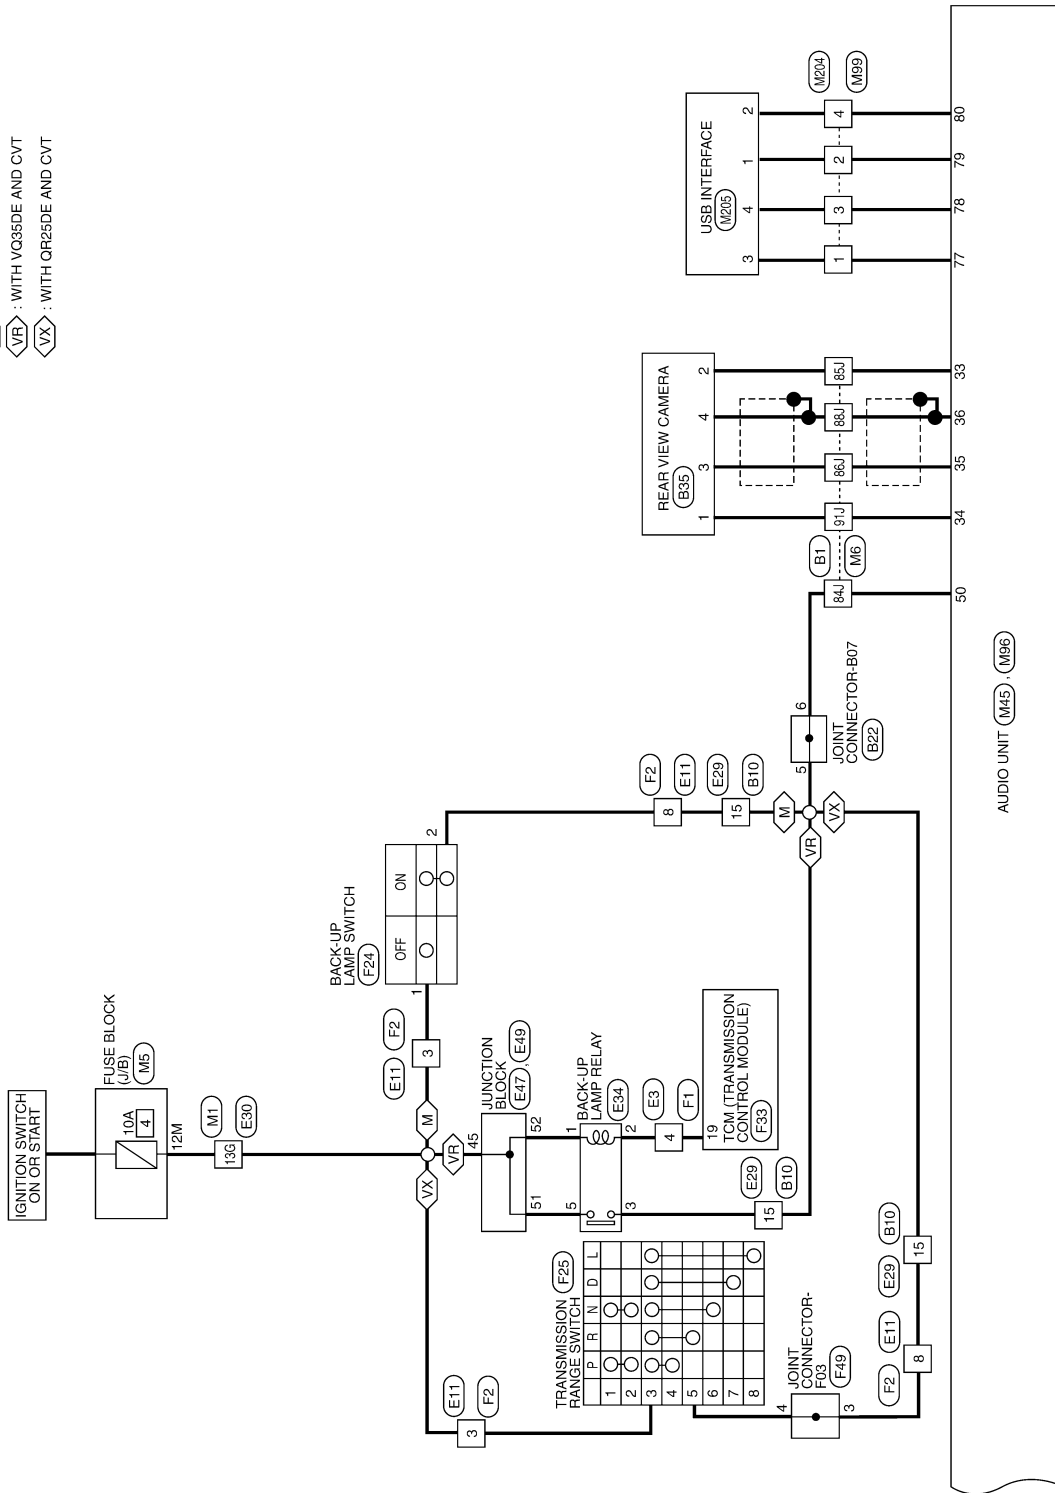 VR : WITH VQ35DE AND CVT
VX : WITH QR25DE AND CVT
IGNITION SWITCH
ON OR START
FUSE BLOCK
(J/B) M5
10A
4
12M
13G
M1
E30
VX
M
VR
E11
F2
3
BACK-UP
LAMP SWITCH
F24
OFF
ON
1
2
45
JUNCTION
BLOCK
E47 , E49
51
52
5
1
BACK-UP
LAMP RELAY
E34
3
2
4
E3
F1
19
TCM (TRANSMISSION
CONTROL MODULE)
F33
15
E29
B10
3
E11
F2
TRANSMISSION
RANGE SWITCH
F25
P R N D L
1
2
3
4
5
6
7
8
4
JOINT
CONNECTOR-
F03
F49
3
F2
8
E11
E29
15
B10
F2
E11
8
E29
B10
15
M
VR
VX
5
6
JOINT
CONNECTOR-B07
B22
B1
M6
84J
91J
86J
88J
85J
REAR VIEW CAMERA
B35
1
3
4
2
USB INTERFACE
M205
3
4
1
2
1
3
2
4
M204
M99
50
34
35
36
33
77
78
79
80
AUDIO UNIT M45 , M96